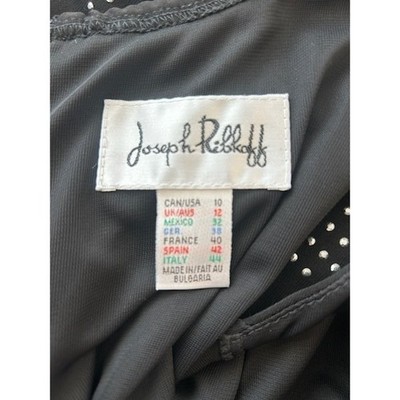 Joseph Ribkoff
CAN/USA 10
UK/AUS 12
MEXICO 32
GER. 38
FRANCE 40
SPAIN 42
ITALY 44
MADE IN/FAIT AU
BULGARIA